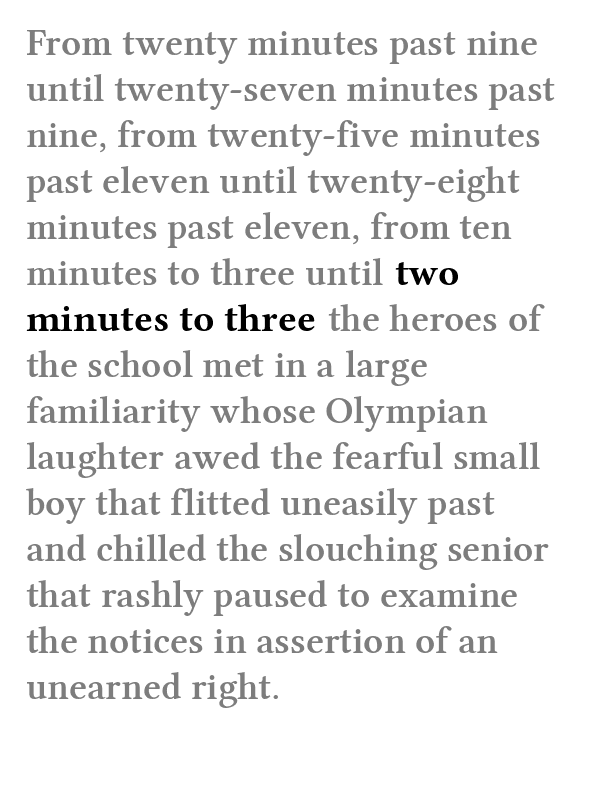 From twenty minutes past nine
until twenty-seven minutes past
nine, from twenty-five minutes
past eleven until twenty-eight
minutes past eleven, from ten
minutes to three until two
minutes to three the heroes of
the school met in a large
familiarity whose Olympian
laughter awed the fearful small
boy that flitted uneasily past
and chilled the slouching senior
that rashly paused to examine
the notices in assertion of an
unearned right.